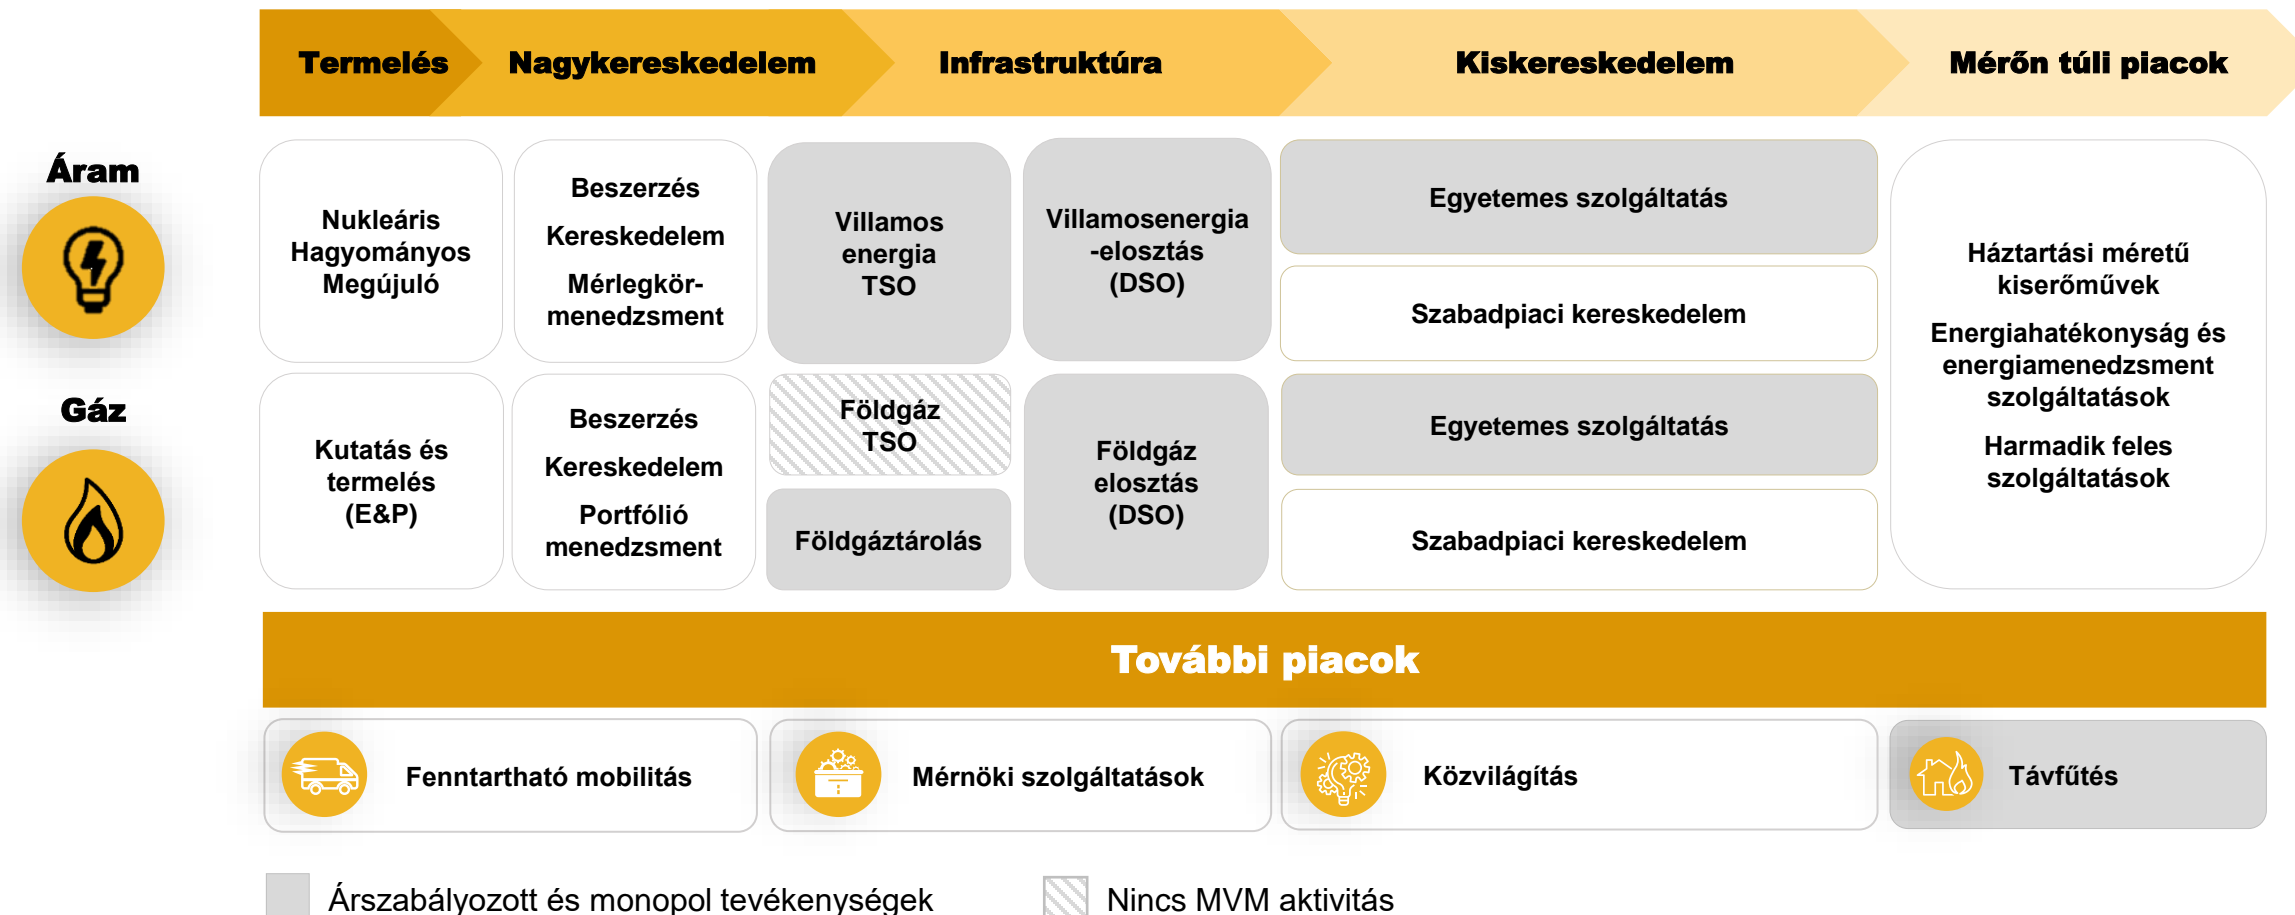 Termelés
Nagykereskedelem
Infrastruktúra
Kiskereskedelem
Mérőn túli piacok
Áram
Nukleáris
Hagyományos
Megújuló
Beszerzés
Kereskedelem
Mérlegkör-
menedzsment
Villamos
energia
TSO
Villamosenergia
-elosztás
(DSO)
Egyetemes szolgáltatás
Szabadpiaci kereskedelem
Háztartási méretű
kiserőművek
Energiahatékonyság és
energiamenedzsment
szolgáltatások
Harmadik feles
szolgáltatások
Gáz
Kutatás és
termelés
(E&P)
Beszerzés
Kereskedelem
Portfólió
menedzsment
Földgáz
TSO
Földgáztárolás
Földgáz
elosztás
(DSO)
Egyetemes szolgáltatás
Szabadpiaci kereskedelem
További piacok
Fenntartható mobilitás
Mérnöki szolgáltatások
Közvilágítás
Távfűtés
Árszabályozott és monopol tevékenységek
Nincs MVM aktivitás